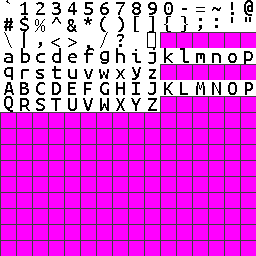 ` 1 2 3 4 5 6 7 8 9 0 - = ~ ! @
# $ % ^ & * ( ) [ ] { } ; : ' "
\ | , < > . / ?
a b c d e f g h i j k l m n o p
q r s t u v w x y z
A B C D E F G H I J K L M N O P
Q R S T U V W X Y Z